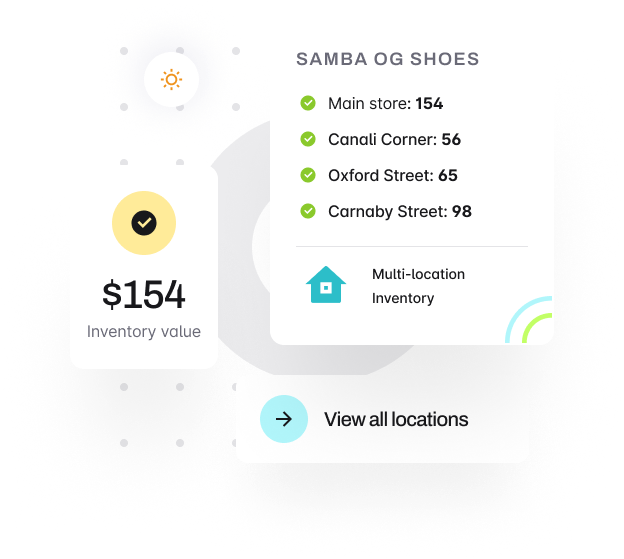 SAMBA OG SHOES
Main store: 154
Canali Corner: 56
Oxford Street: 65
Carnaby Street: 98
Multi-location
Inventory
$154
Inventory value
View all locations